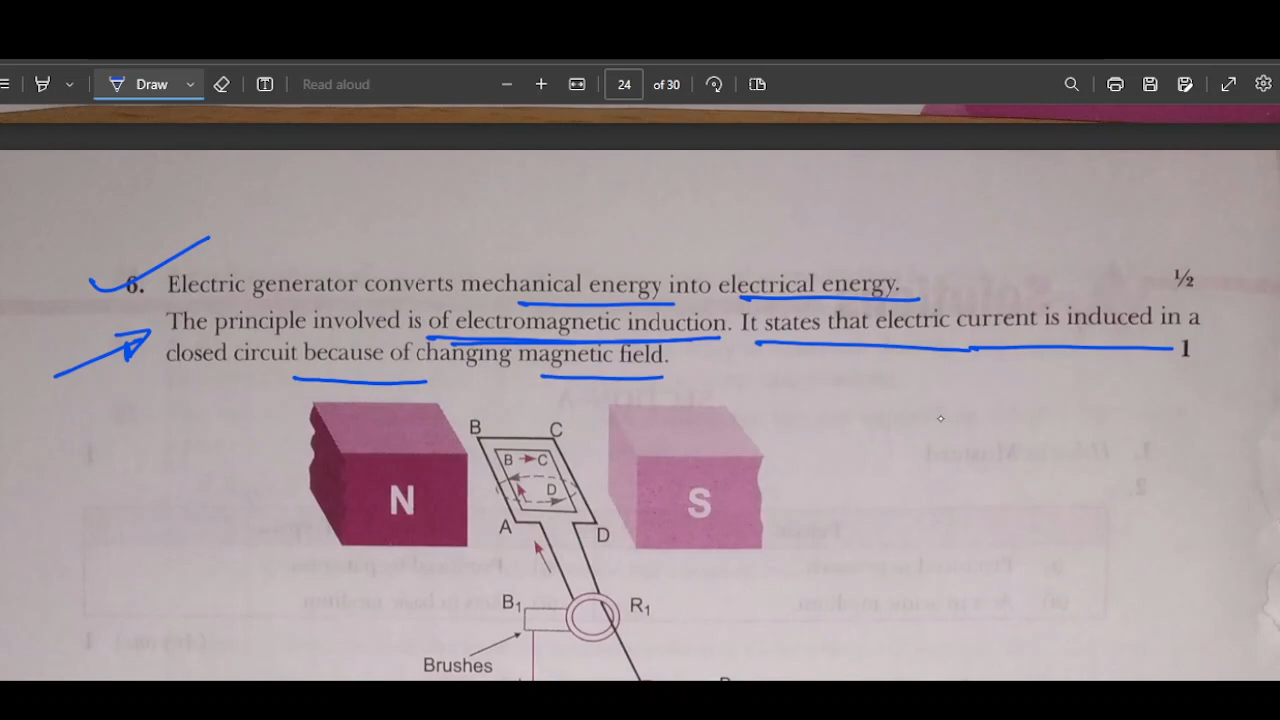 Draw
Read aloud
24 of 30
6. Electric generator converts mechanical energy into electrical energy. ½
The principle involved is of electromagnetic induction. It states that electric current is induced in a
closed circuit because of changing magnetic field. 1
B C
B C
D
N S
A D
B1 R1
Brushes